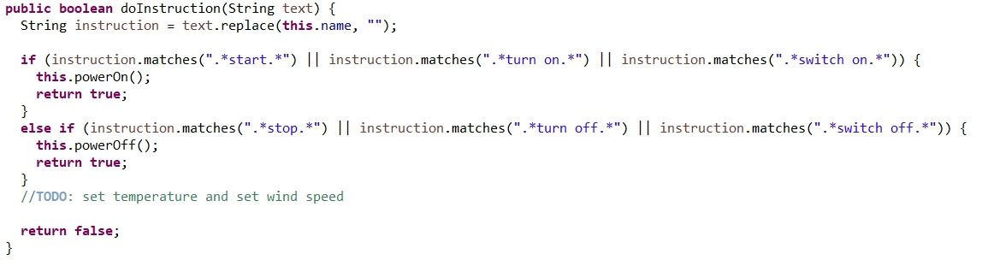 public boolean doInstruction(String text) {
  String instruction = text.replace(this.name, "");

  if (instruction.matches(".*start.*") || instruction.matches(".*turn on.*") || instruction.matches(".*switch on.*")) {
    this.powerOn();
    return true;
  }
  else if (instruction.matches(".*stop.*") || instruction.matches(".*turn off.*") || instruction.matches(".*switch off.*")) {
    this.powerOff();
    return true;
  }
  //TODO: set temperature and set wind speed

  return false;
}